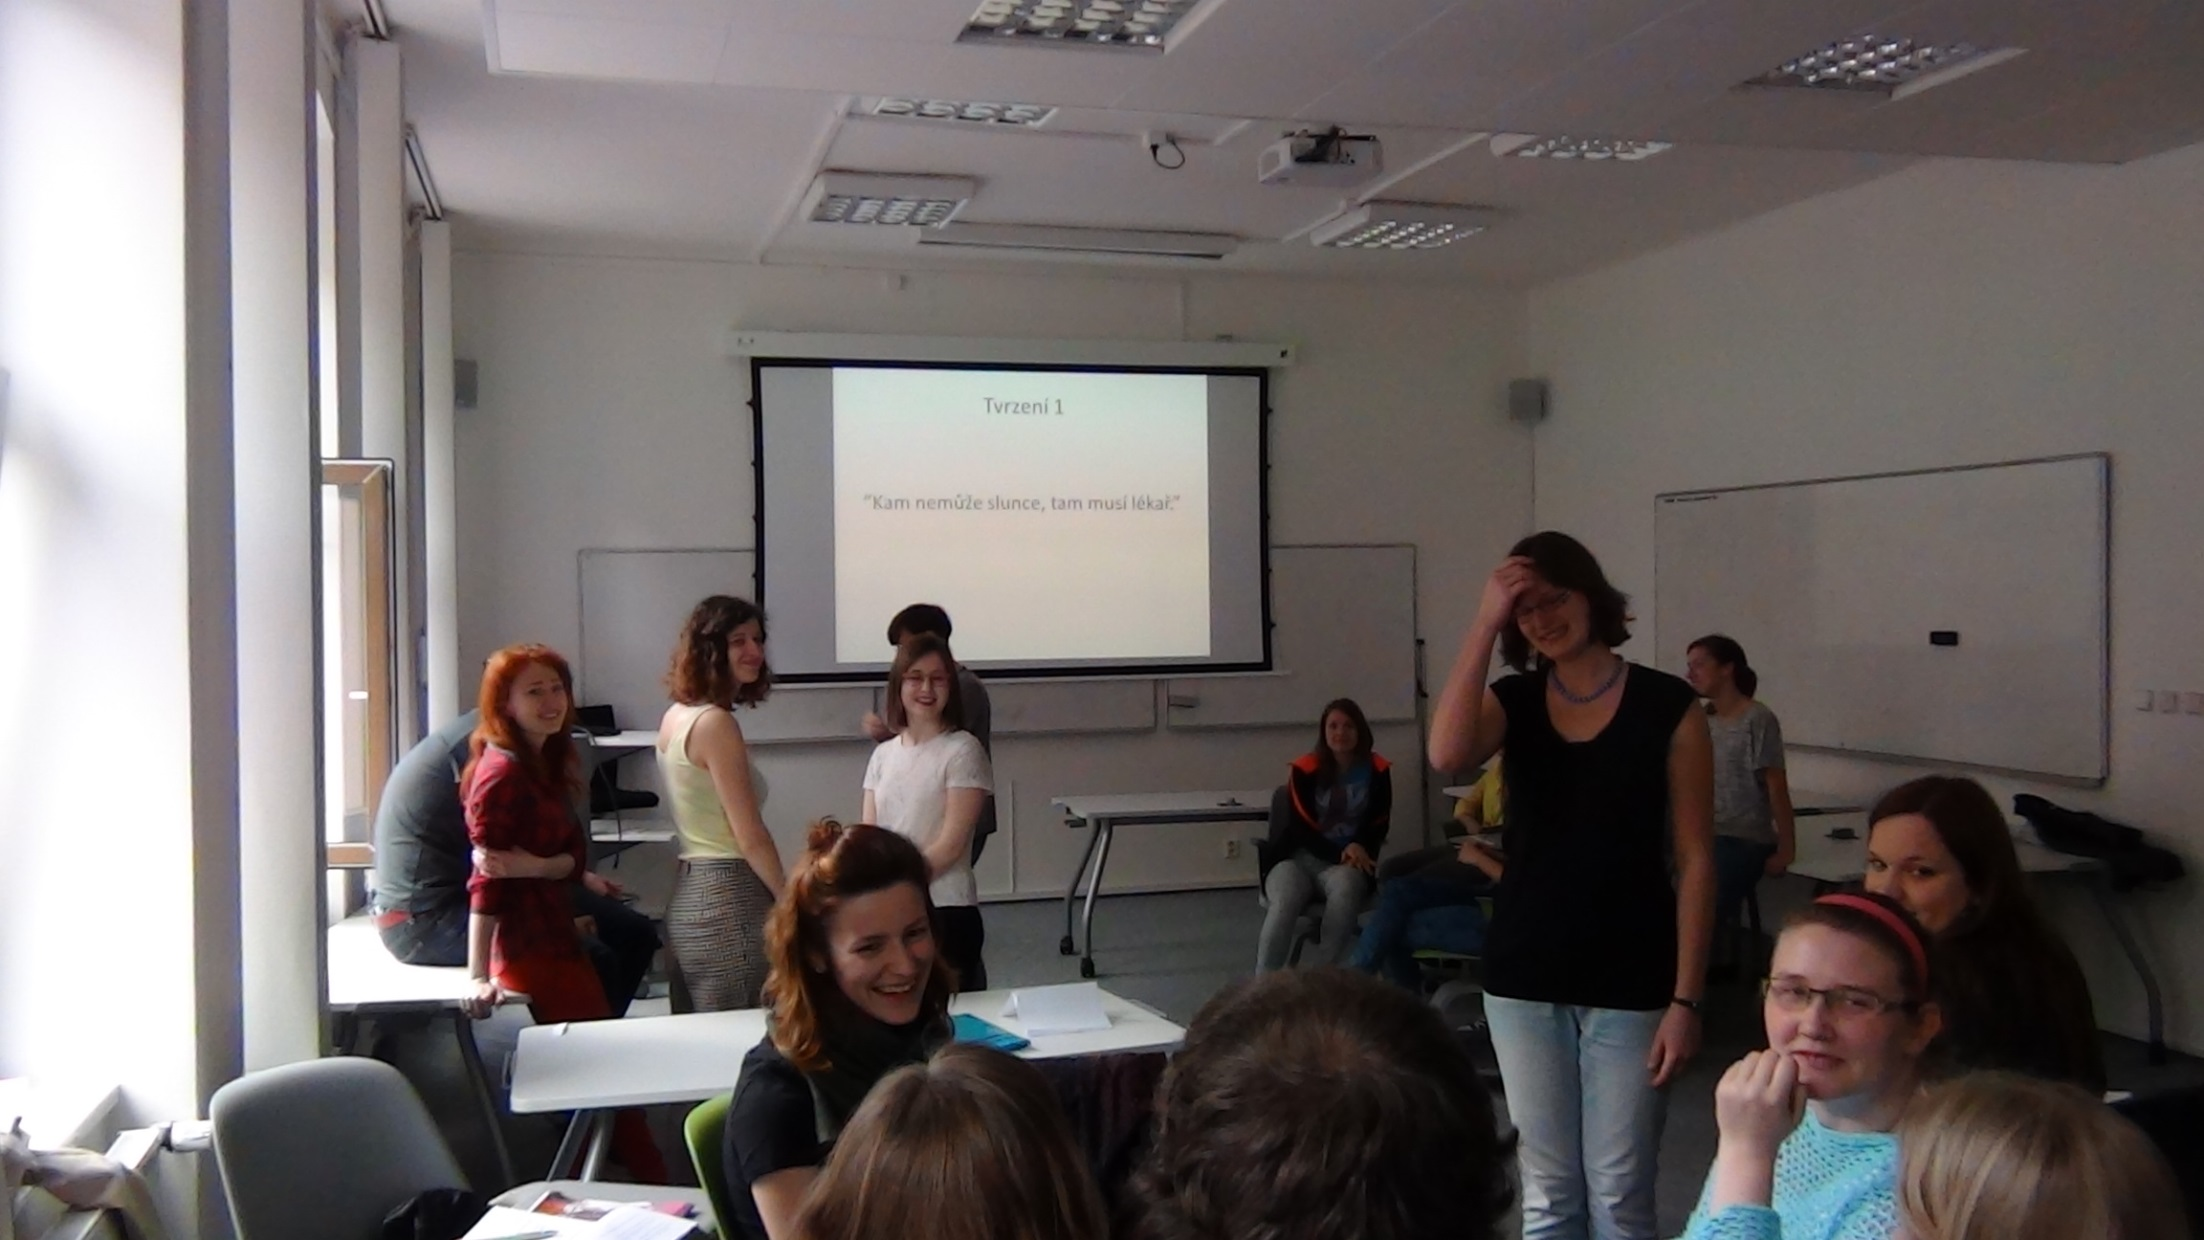 Tvrzení 1
“Kam nemůže slunce, tam musí lékař.”